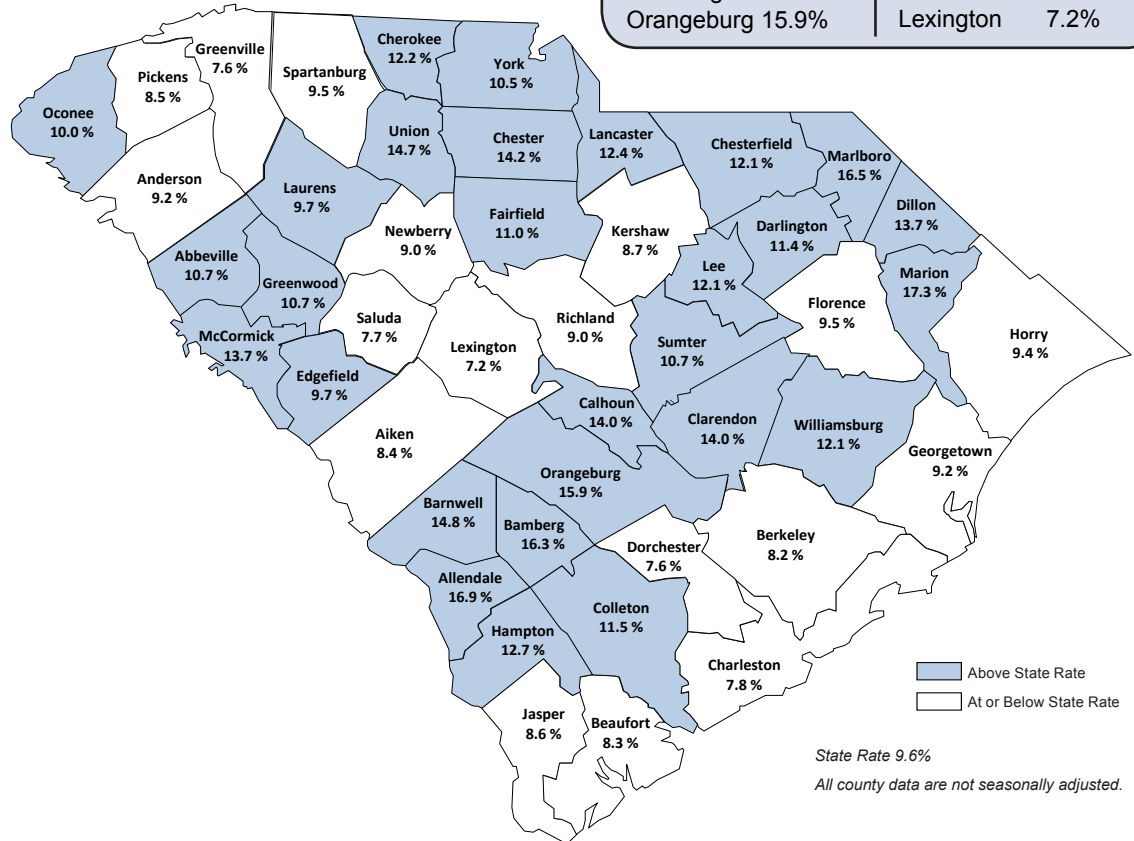 Orangeburg 15.9%
Lexington 7.2%
Cherokee
12.2 %
Greenville
7.6 %
York
10.5 %
Spartanburg
9.5 %
Pickens
8.5 %
Oconee
10.0 %
Union
14.7 %
Chester
14.2 %
Lancaster
12.4 %
Chesterfield
12.1 %
Marlboro
16.5 %
Anderson
9.2 %
Laurens
9.7 %
Dillon
13.7 %
Fairfield
11.0 %
Newberry
9.0 %
Kershaw
8.7 %
Darlington
11.4 %
Abbeville
10.7 %
Greenwood
10.7 %
Lee
12.1 %
Marion
17.3 %
Florence
9.5 %
Saluda
7.7 %
Richland
9.0 %
McCormick
13.7 %
Lexington
7.2 %
Sumter
10.7 %
Horry
9.4 %
Edgefield
9.7 %
Calhoun
14.0 %
Clarendon
14.0 %
Williamsburg
12.1 %
Aiken
8.4 %
Georgetown
9.2 %
Orangeburg
15.9 %
Barnwell
14.8 %
Bamberg
16.3 %
Berkeley
8.2 %
Dorchester
7.6 %
Allendale
16.9 %
Colleton
11.5 %
Hampton
12.7 %
Charleston
7.8 %
Jasper
8.6 %
Beaufort
8.3 %
Above State Rate
At or Below State Rate
State Rate 9.6%
All county data are not seasonally adjusted.